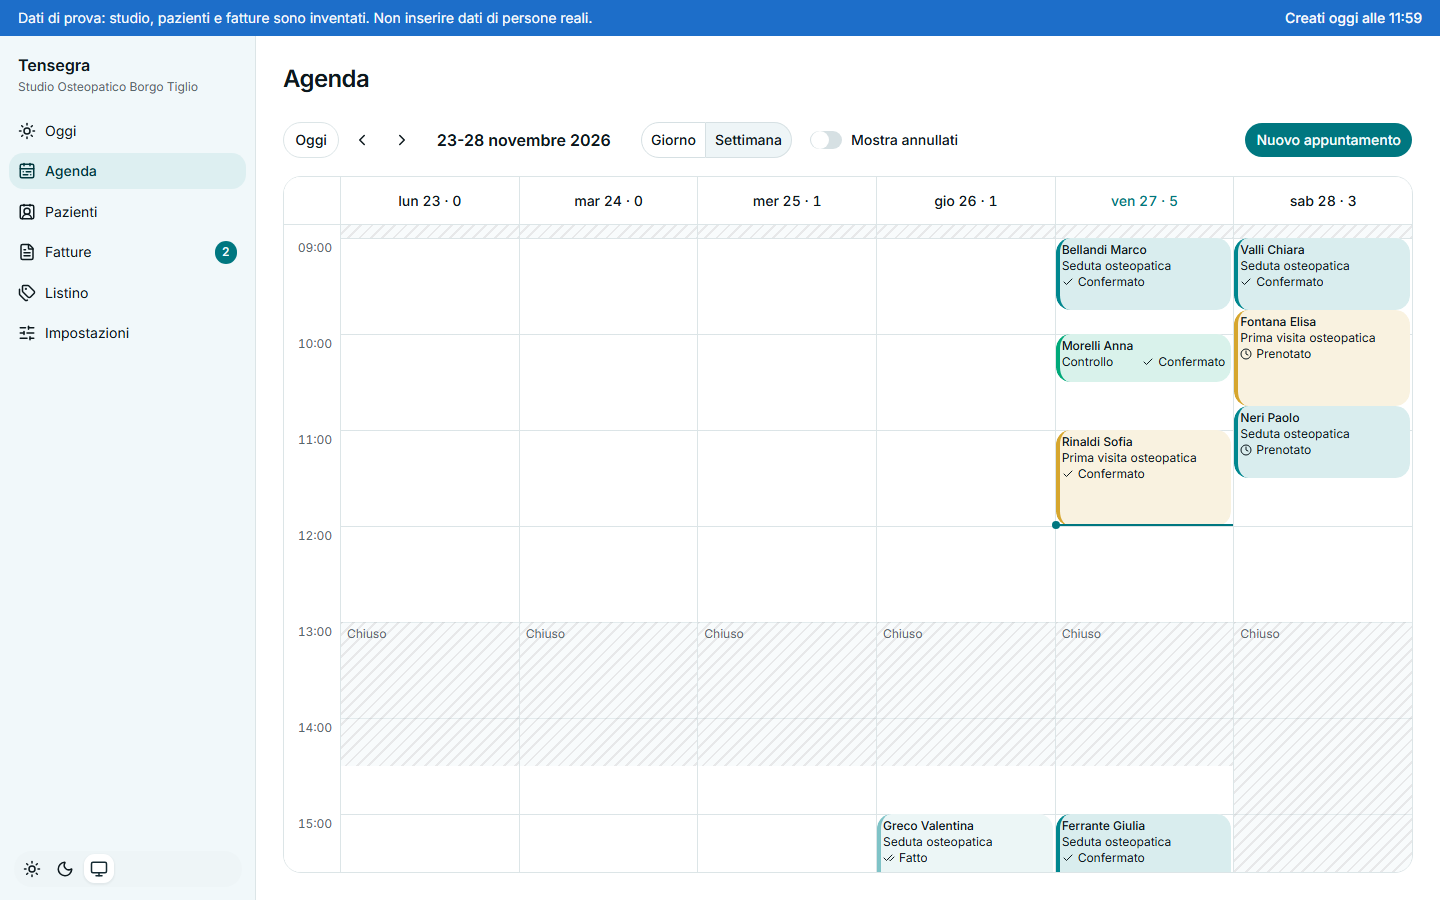 Dati di prova: studio, pazienti e fatture sono inventati. Non inserire dati di persone reali.
Creati oggi alle 11:59
Tensegra
Studio Osteopatico Borgo Tiglio
Oggi
Agenda
Pazienti
Fatture
2
Listino
Impostazioni
Agenda
Oggi
23-28 novembre 2026
Giorno
Settimana
Mostra annullati
Nuovo appuntamento
lun 23 · 0
mar 24 · 0
mer 25 · 1
gio 26 · 1
ven 27 · 5
sab 28 · 3
09:00
Bellandi Marco
Seduta osteopatica
Confermato
Valli Chiara
Seduta osteopatica
Confermato
Fontana Elisa
Prima visita osteopatica
Prenotato
10:00
Morelli Anna
Controllo
Confermato
Neri Paolo
Seduta osteopatica
Prenotato
11:00
Rinaldi Sofia
Prima visita osteopatica
Confermato
12:00
13:00
Chiuso
Chiuso
Chiuso
Chiuso
Chiuso
Chiuso
14:00
15:00
Greco Valentina
Seduta osteopatica
Fatto
Ferrante Giulia
Seduta osteopatica
Confermato